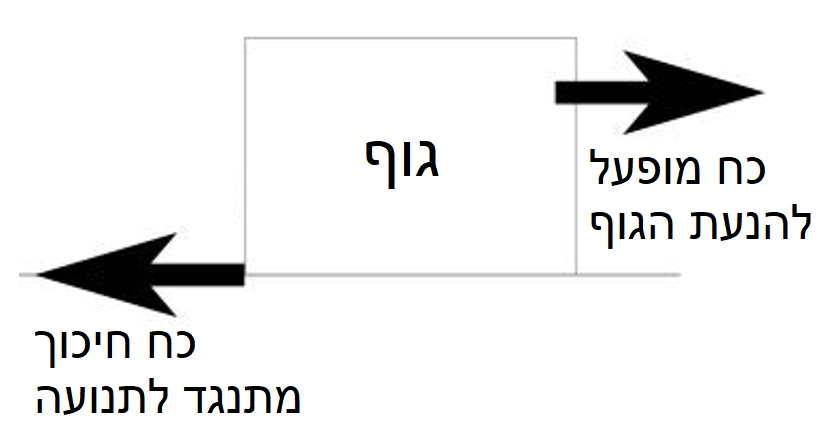 גוף
כח מופעל
להנעת הגוף
כח חיכוך
מתנגד לתנועה